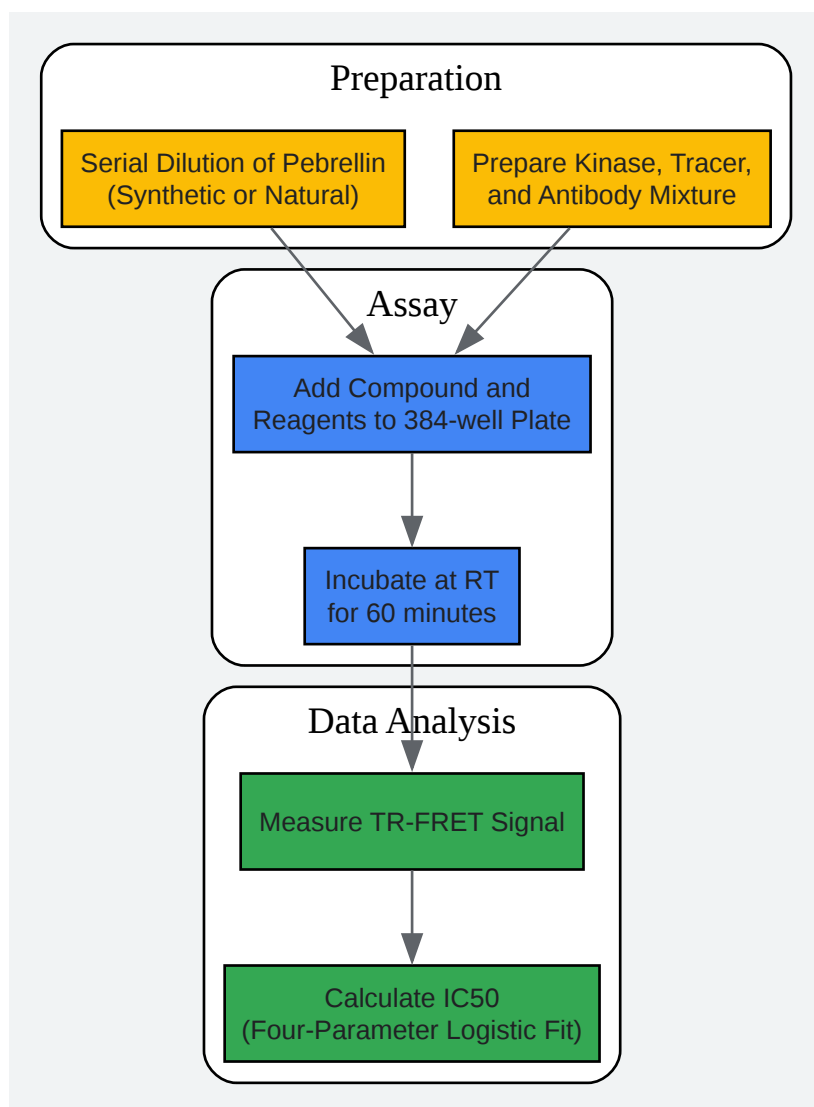 Preparation
Serial Dilution of Pebrellin
(Synthetic or Natural)
Prepare Kinase, Tracer,
and Antibody Mixture
Assay
Add Compound and
Reagents to 384-well Plate
Incubate at RT
for 60 minutes
Data Analysis
Measure TR-FRET Signal
Calculate IC50
(Four-Parameter Logistic Fit)